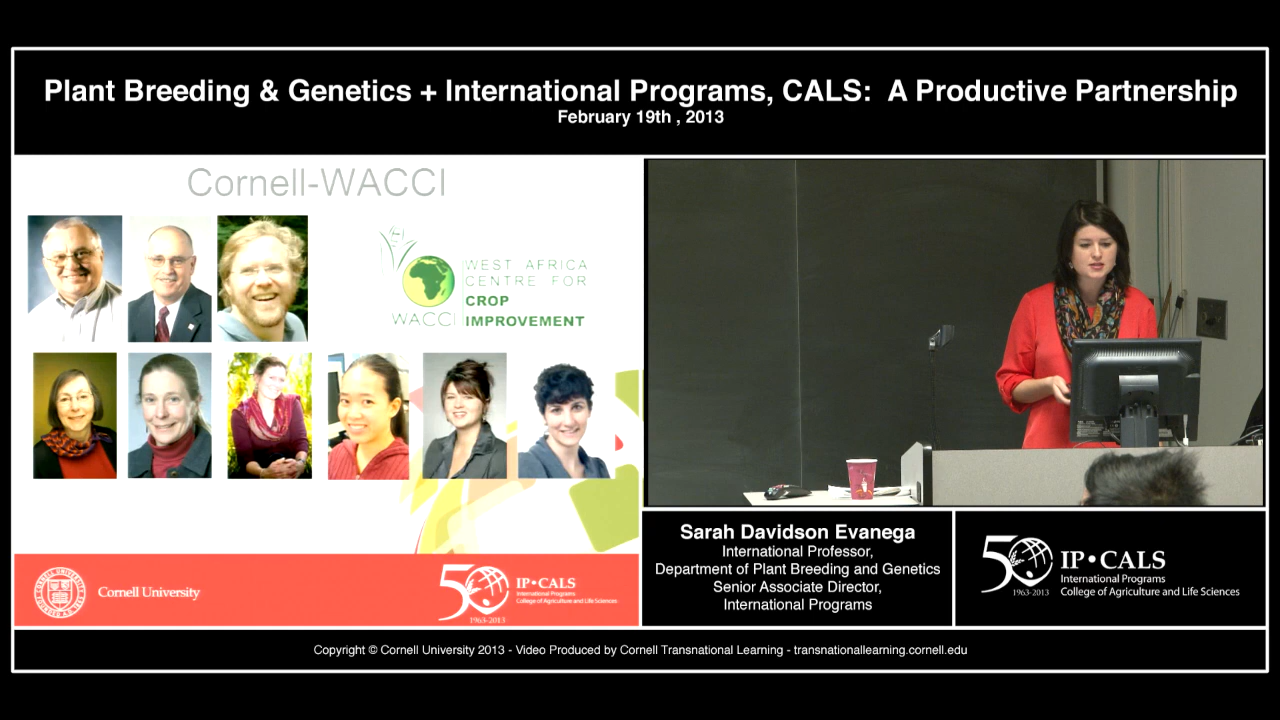 Plant Breeding & Genetics + International Programs, CALS:  A Productive Partnership
February 19th , 2013
Cornell-WACCI
WEST AFRICA
CENTRE FOR
CROP
IMPROVEMENT
WACCI
Cornell University
50
1963-2013
IP•CALS
International Programs
College of Agriculture and Life Sciences
Sarah Davidson Evanega
International Professor,
Department of Plant Breeding and Genetics
Senior Associate Director,
International Programs
50
1963-2013
IP•CALS
International Programs
College of Agriculture and Life Sciences
Copyright © Cornell University 2013 - Video Produced by Cornell Transnational Learning - transnationallearning.cornell.edu